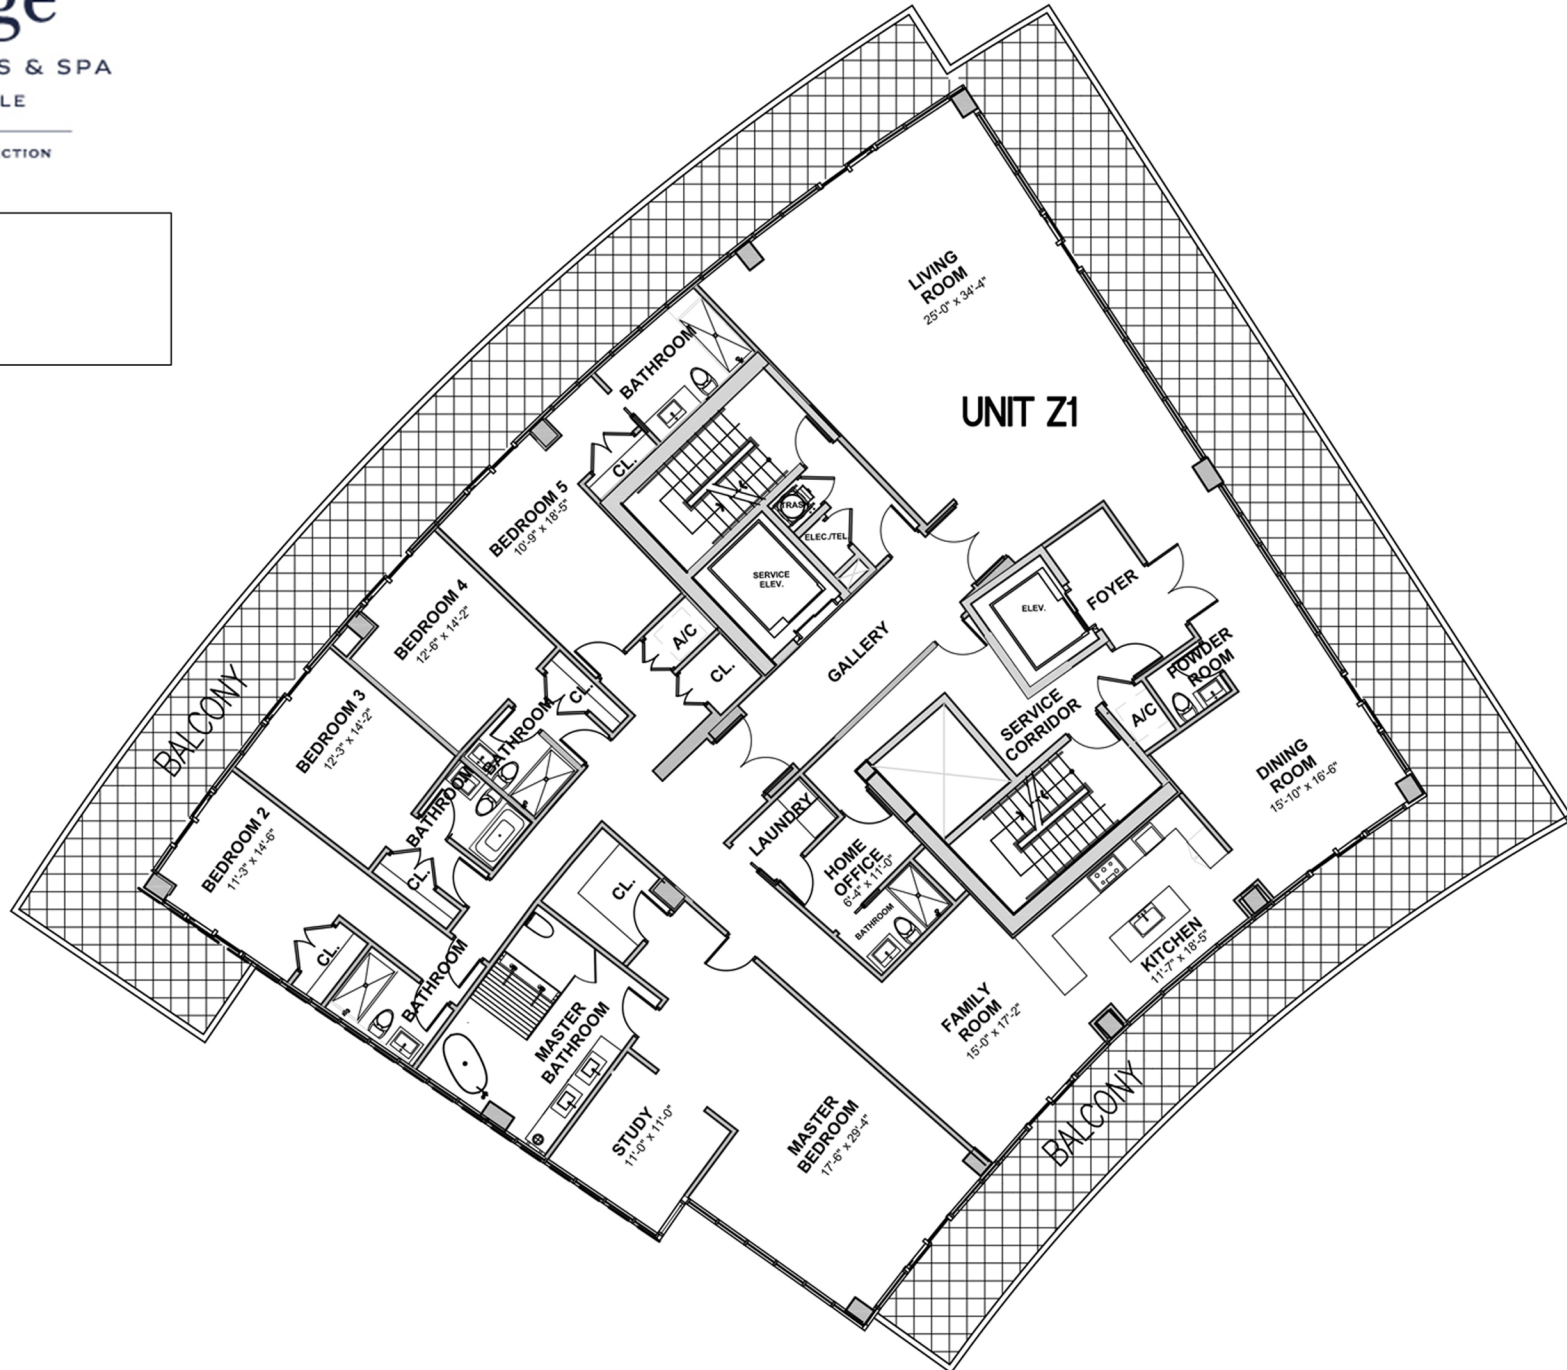 ge
S & SPA
LE
CTION
LIVING
ROOM
25'-0" x 34'-4"
UNIT Z1
BATHROOM
CL.
BEDROOM 5
10'-9" x 18'-5"
TRAS
ELEC./TEL
SERVICE
ELEV.
ELEV.
FOYER
BEDROOM 4
12'-6" x 14'-2"
A/C
CL.
GALLERY
POWDER
ROOM
BALCONY
BEDROOM 3
12'-3" x 14'-2"
CL.
BATHROOM
SERVICE
CORRIDOR
A/C
DINING
ROOM
15'-10" x 16'-6"
BATHROOM
BEDROOM 2
11'-3" x 14'-6"
CL.
LAUNDRY
HOME
OFFICE
6'-4" x 11'-0"
BATHROOM
CL.
CL.
BATHROOM
KITCHEN
11'-7" x 18'-5"
FAMILY
ROOM
15'-0" x 17'-2"
MASTER
BATHROOM
STUDY
11'-0" x 11'-0"
MASTER
BEDROOM
17'-6" x 29'-4"
BALCONY